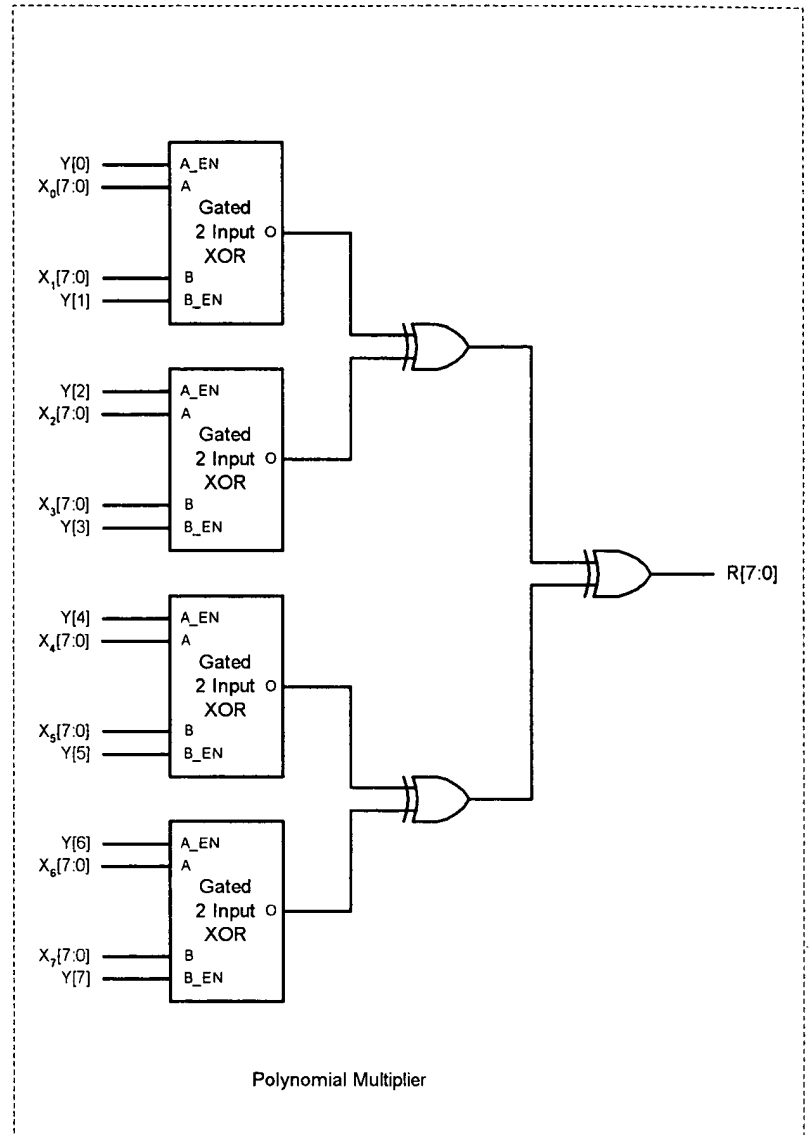 Y[0]
X₀[7:0]
A_EN
A
Gated
2 Input O
XOR
X₁[7:0]
Y[1]
B
B_EN
Y[2]
X₂[7:0]
A_EN
A
Gated
2 Input O
XOR
X₃[7:0]
Y[3]
B
B_EN
R[7:0]
Y[4]
X₄[7:0]
A_EN
A
Gated
2 Input O
XOR
X₅[7:0]
Y[5]
B
B_EN
Y[6]
X₆[7:0]
A_EN
A
Gated
2 Input O
XOR
X₇[7:0]
Y[7]
B
B_EN
Polynomial Multiplier